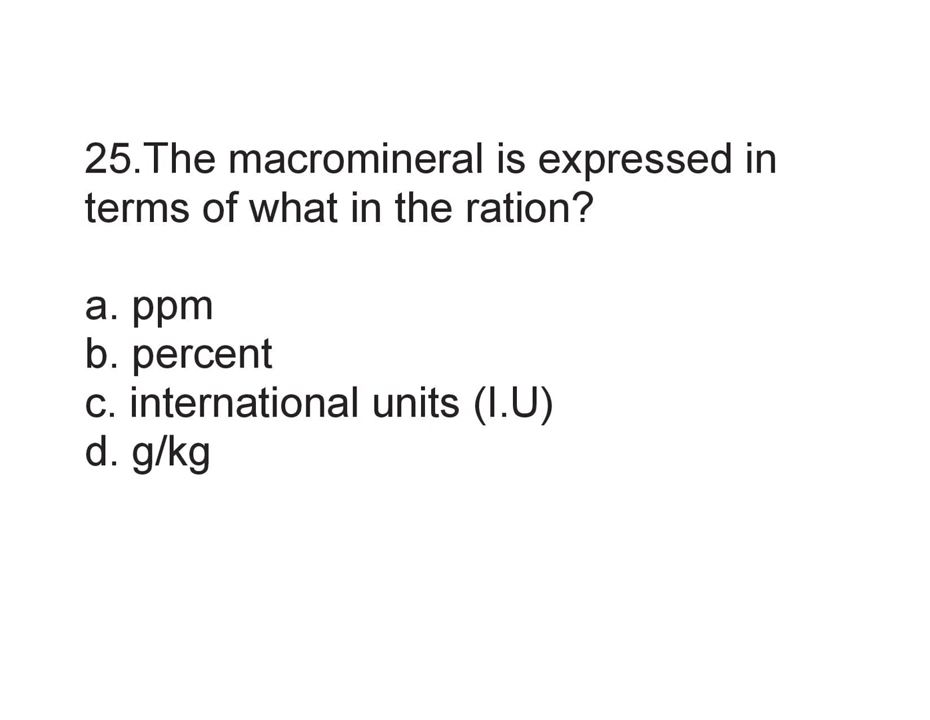 25.The macromineral is expressed in
terms of what in the ration?
a. ppm
b. percent
c. international units (I.U)
d. g/kg